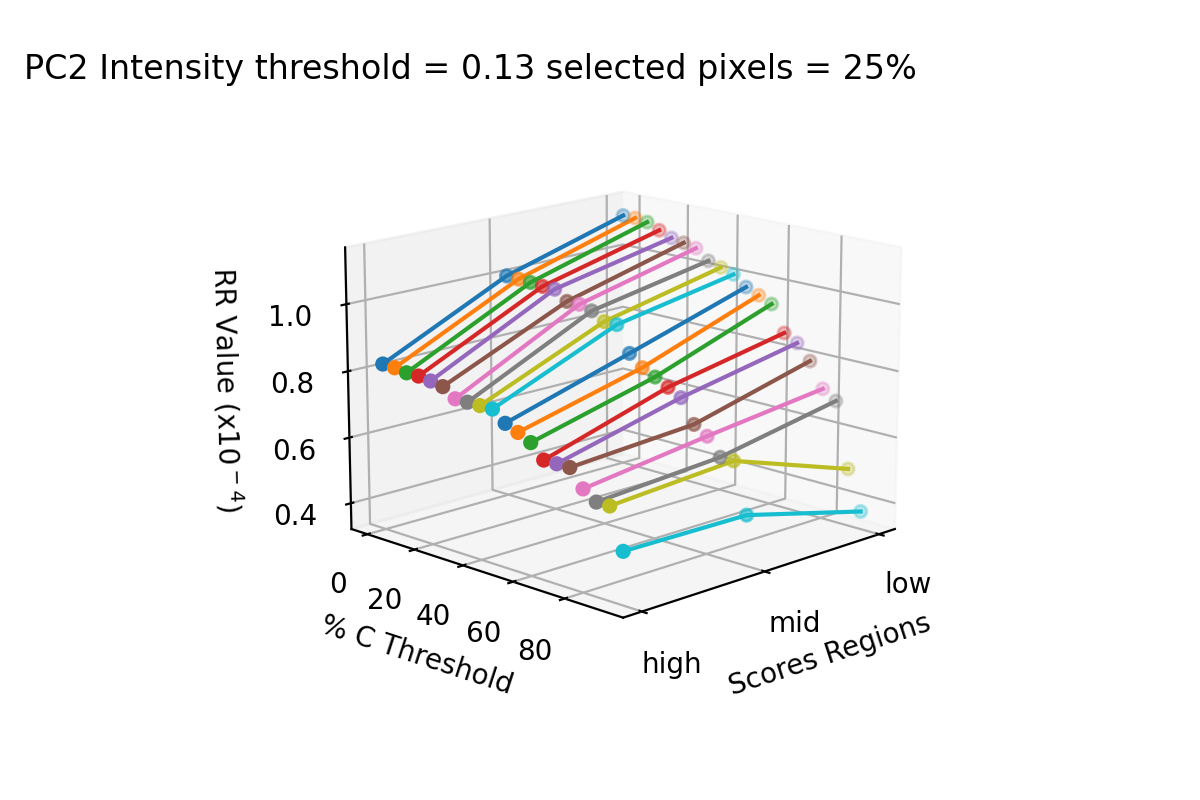 PC2 Intensity threshold = 0.13 selected pixels = 25%
RR Value (x10⁻⁴)
1.0
0.8
0.6
0.4
0
20
40
60
80
% C Threshold
high
mid
low
Scores Regions